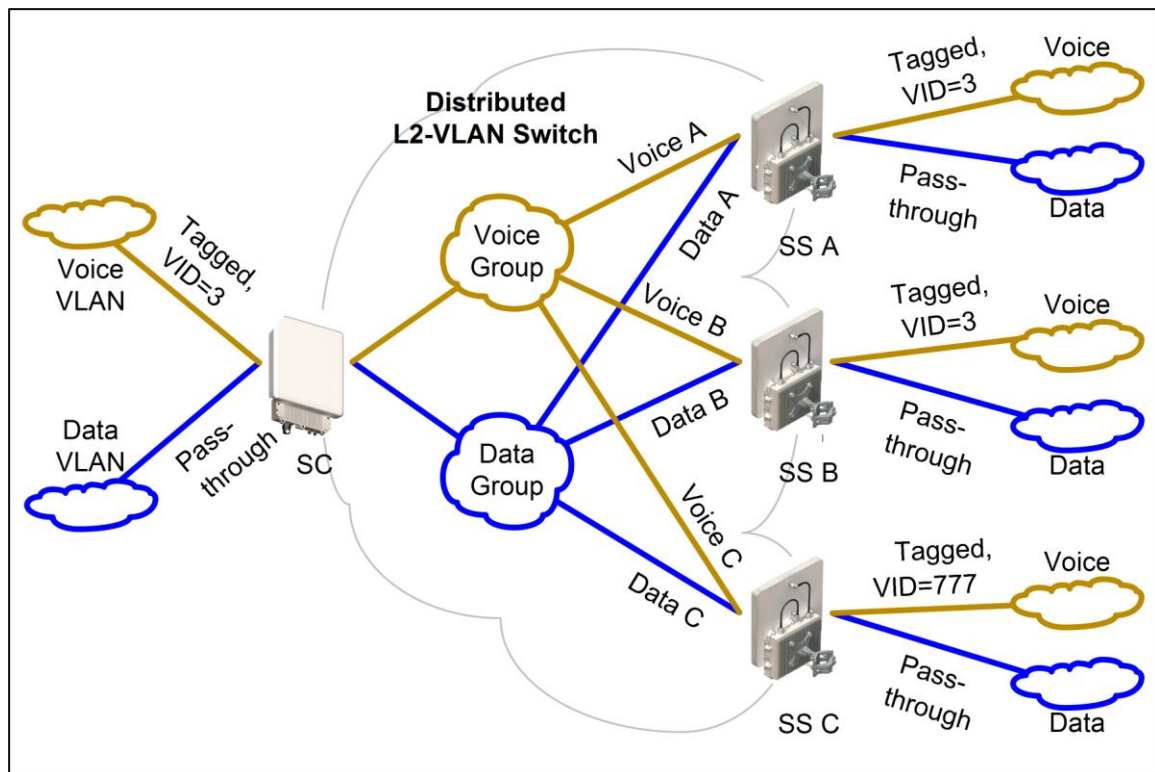 Distributed
L2-VLAN Switch
Tagged,
VID=3
Voice
VLAN
Data
VLAN
Pass-
through
SC
Voice
Group
Data
Group
Voice A
Data A
Voice B
Data B
Voice C
Data C
SS A
Tagged,
VID=3
Voice
Pass-
through
Data
SS B
Tagged,
VID=3
Voice
Pass-
through
Data
SS C
Tagged,
VID=777
Voice
Pass-
through
Data